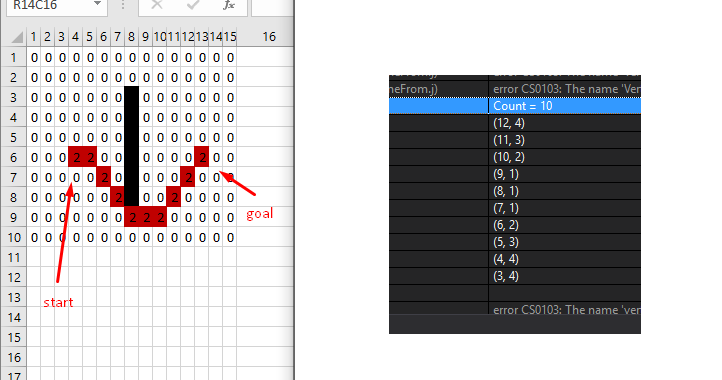 R14C16 fx
1 2 3 4 5 6 7 8 9 10 11 12 13 14 15 16
1 0 0 0 0 0 0 0 0 0 0 0 0 0 0 0
2 0 0 0 0 0 0 0 0 0 0 0 0 0 0 0
3 0 0 0 0 0 0 0 0 0 0 0 0 0 0
4 0 0 0 0 0 0 0 0 0 0 0 0 0 0
5 0 0 0 0 0 0 0 0 0 0 0 0 0 0
6 0 0 0 2 2 0 0 0 0 0 0 2 0 0
7 0 0 0 0 0 2 0 0 0 0 2 0 0 0
8 0 0 0 0 0 0 2 0 0 2 0 0 0 0
9 0 0 0 0 0 0 0 2 2 2 0 0 0 0 0
10 0 0 0 0 0 0 0 0 0 0 0 0 0 0 0
11
12
13
14
15
16
17
start
goal
neFrom.j) error CS0103: The name 'Ver
Count = 10
(12, 4)
(11, 3)
(10, 2)
(9, 1)
(8, 1)
(7, 1)
(6, 2)
(5, 3)
(4, 4)
(3, 4)
error CS0103: The name 'ver